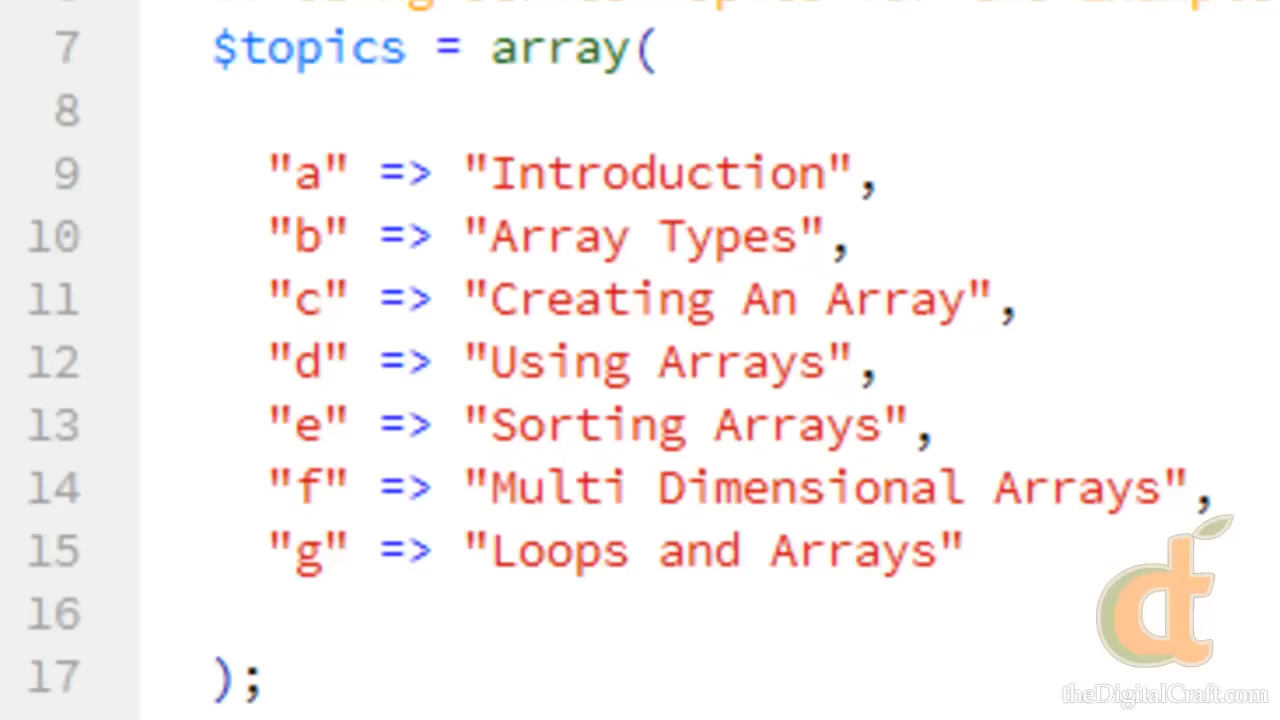 7 $topics = array(
8
9 "a" => "Introduction",
10 "b" => "Array Types",
11 "c" => "Creating An Array",
12 "d" => "Using Arrays",
13 "e" => "Sorting Arrays",
14 "f" => "Multi Dimensional Arrays",
15 "g" => "Loops and Arrays"
16
17 );
theDigitalCraft.com